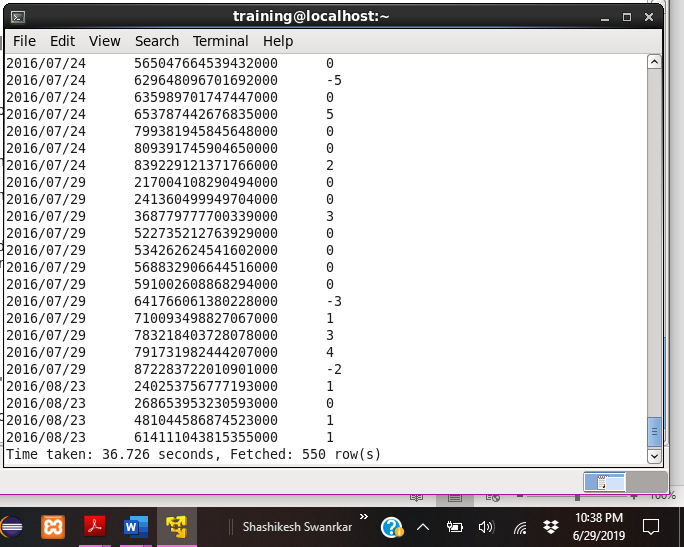 training@localhost:~
File Edit View Search Terminal Help
2016/07/24 565047664539432000 0
2016/07/24 629648096701692000 -5
2016/07/24 635989701747447000 0
2016/07/24 653787442676835000 5
2016/07/24 799381945845648000 0
2016/07/24 809391745904650000 0
2016/07/24 839229121371766000 2
2016/07/29 217004108290494000 0
2016/07/29 241360499949704000 0
2016/07/29 368779777700339000 3
2016/07/29 522735212763929000 0
2016/07/29 534262624541602000 0
2016/07/29 568832906644516000 0
2016/07/29 591002608868294000 0
2016/07/29 641766061380228000 -3
2016/07/29 710093498827067000 1
2016/07/29 783218403728078000 3
2016/07/29 791731982444207000 4
2016/07/29 872283722010901000 -2
2016/08/23 240253756777193000 1
2016/08/23 268653953230593000 0
2016/08/23 481044586874523000 1
2016/08/23 614111043815355000 1
Time taken: 36.726 seconds, Fetched: 550 row(s)
100%
Shashikesh Swanrkar
10:38 PM
6/29/2019